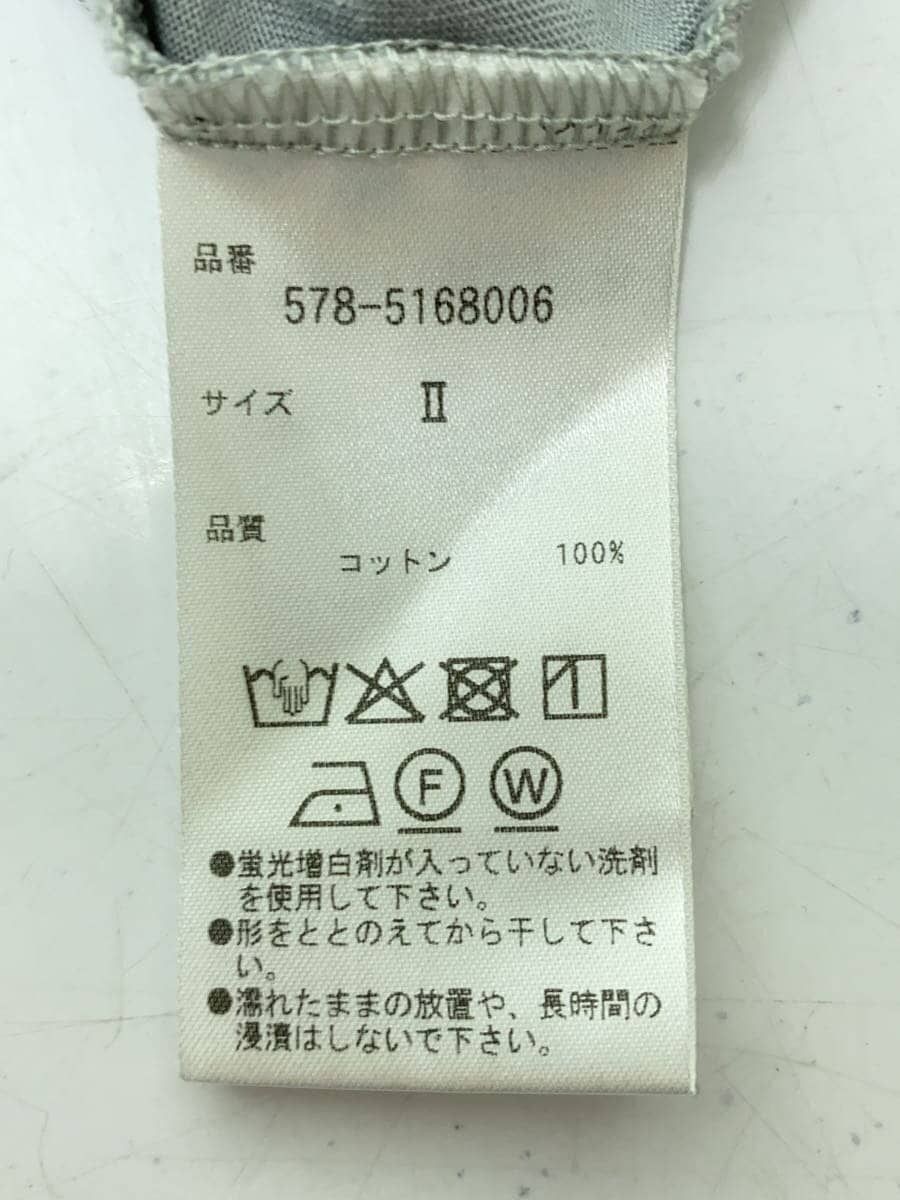 品番
578-5168006
サイズ Ⅱ
品質
コットン 100%
F W
●蛍光増白剤が入っていない洗剤
を使用して下さい。
●形をととのえてから干して下さ
い。
●濡れたままの放置や、長時間の
浸漬はしないで下さい。